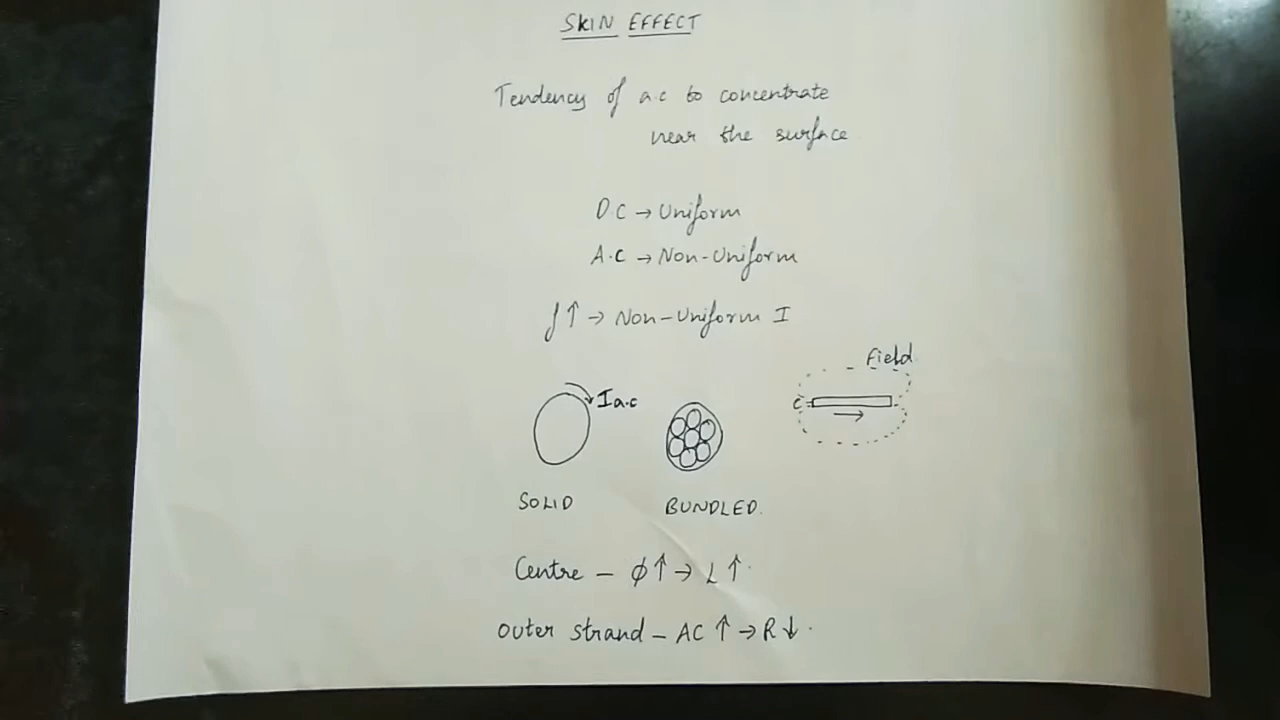 SKIN EFFECT
Tendency of a.c to concentrate
near the surface
D.C → Uniform
A.C → Non-Uniform
f ↑ → Non-Uniform I
Field
I a.c
C
SOLID
BUNDLED.
Centre – ϕ ↑ → L ↑.
Outer strand – AC ↑ → R ↓.